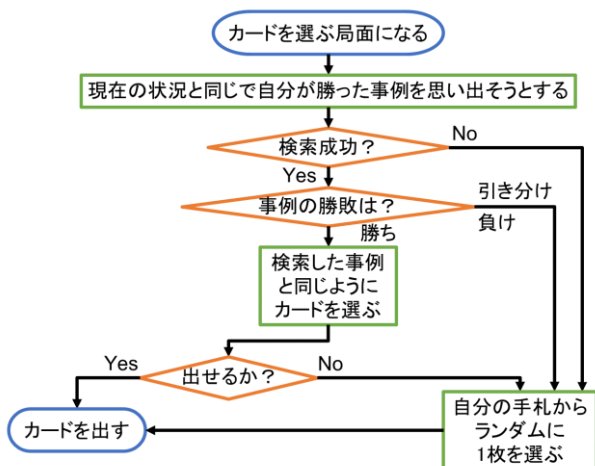 カードを選ぶ局面になる
現在の状況と同じで自分が勝った事例を思い出そうとする
検索成功？
No
Yes
事例の勝敗は？
引き分け
負け
勝ち
検索した事例
と同じように
カードを選ぶ
Yes
出せるか？
No
カードを出す
自分の手札から
ランダムに
1枚を選ぶ